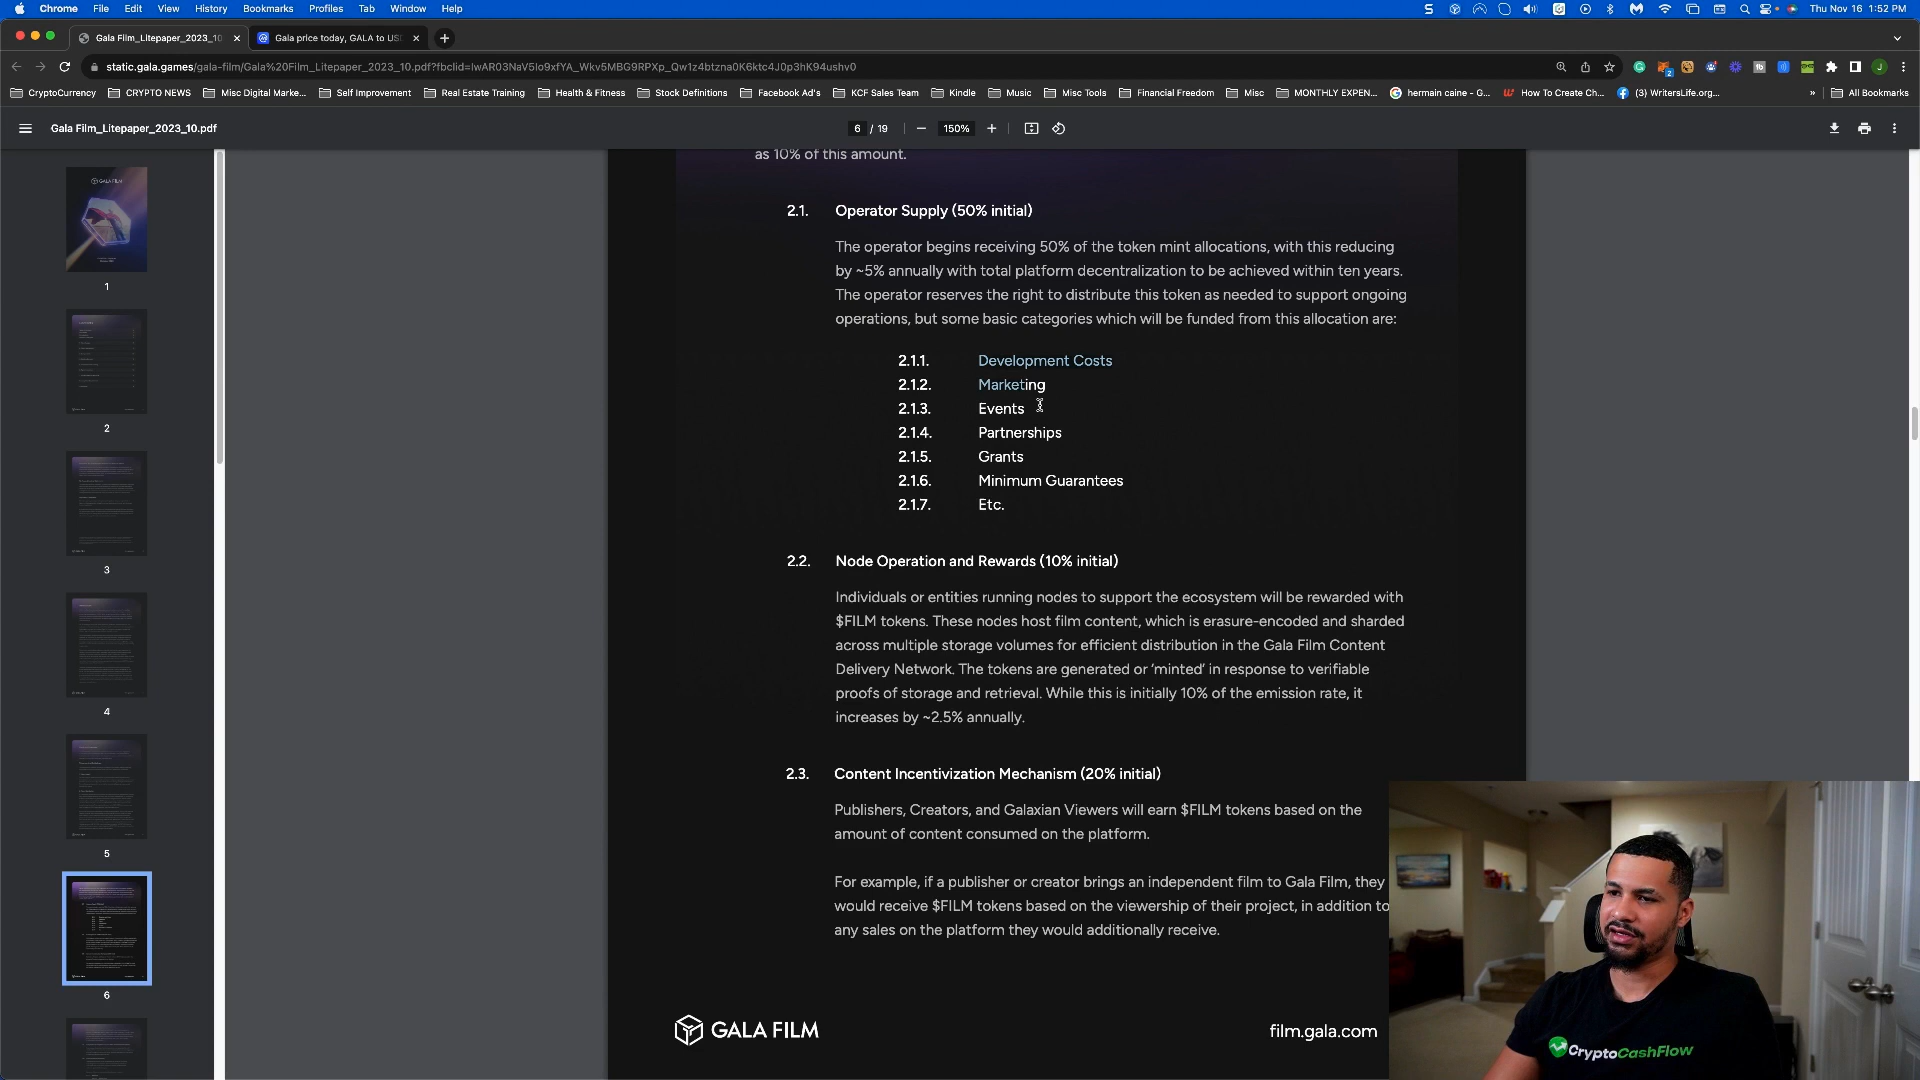 Chrome File Edit View History Bookmarks Profiles Tab Window Help Thu Nov 16 1:52 PM
Gala Film_Litepaper_2023_10 Gala price today, GALA to US
static.gala.games/gala-film/Gala%20Film_Litepaper_2023_10.pdf?fbclid=
CryptoCurrency CRYPTO NEWS Misc Digital Marke... Self Improvement Real Estate Training Health & Fitness Stock Definitions Facebook Ad's KCF Sales Team Kindle Music Misc Tools Financial Freedom Misc MONTHLY EXPEN... hermain caine - G... How To Create Ch... (3) WritersLife.org... » All Bookmarks
Gala Film_Litepaper_2023_10.pdf 6 / 19 150%
as 10% of this amount.
2.1. Operator Supply (50% initial)
The operator begins receiving 50% of the token mint allocations, with this reducing
by ~5% annually with total platform decentralization to be achieved within ten years.
The operator reserves the right to distribute this token as needed to support ongoing
operations, but some basic categories which will be funded from this allocation are:
2.1.1. Development Costs
2.1.2. Marketing
2.1.3. Events
2.1.4. Partnerships
2.1.5. Grants
2.1.6. Minimum Guarantees
2.1.7. Etc.
2.2. Node Operation and Rewards (10% initial)
Individuals or entities running nodes to support the ecosystem will be rewarded with
$FILM tokens. These nodes host film content, which is erasure-encoded and sharded
across multiple storage volumes for efficient distribution in the Gala Film Content
Delivery Network. The tokens are generated or ‘minted’ in response to verifiable
proofs of storage and retrieval. While this is initially 10% of the emission rate, it
increases by ~2.5% annually.
2.3. Content Incentivization Mechanism (20% initial)
Publishers, Creators, and Galaxian Viewers will earn $FILM tokens based on the
amount of content consumed on the platform.
For example, if a publisher or creator brings an independent film to Gala Film, they
would receive $FILM tokens based on the viewership of their project, in addition to
any sales on the platform they would additionally receive.
GALA FILM film.gala.com
GALA FILM
1
2
3
4
5
6
CryptoCashFlow